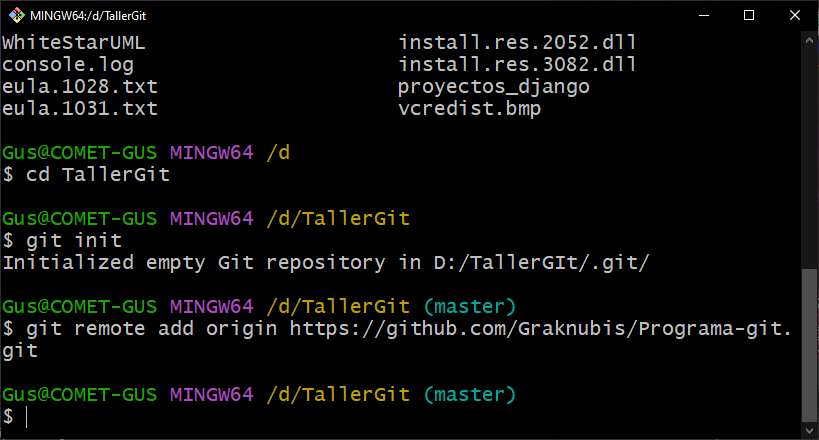 MINGW64:/d/TallerGit
WhiteStarUML install.res.2052.dll
console.log install.res.3082.dll
eula.1028.txt proyectos_django
eula.1031.txt vcredist.bmp
Gus@COMET-GUS MINGW64 /d
$ cd TallerGit
Gus@COMET-GUS MINGW64 /d/TallerGit
$ git init
Initialized empty Git repository in D:/TallerGIt/.git/
Gus@COMET-GUS MINGW64 /d/TallerGit (master)
$ git remote add origin https://github.com/Graknubis/Programa-git.
git
Gus@COMET-GUS MINGW64 /d/TallerGit (master)
$